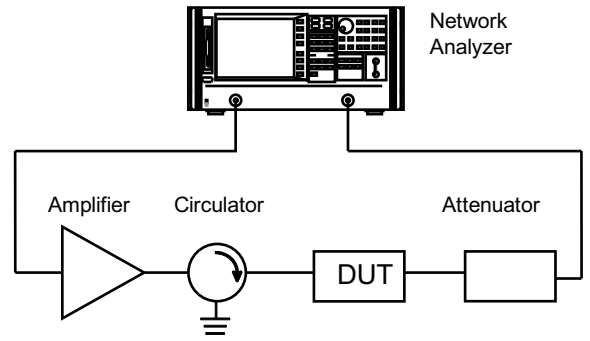 Network
Analyzer
Amplifier
Circulator
Attenuator
DUT